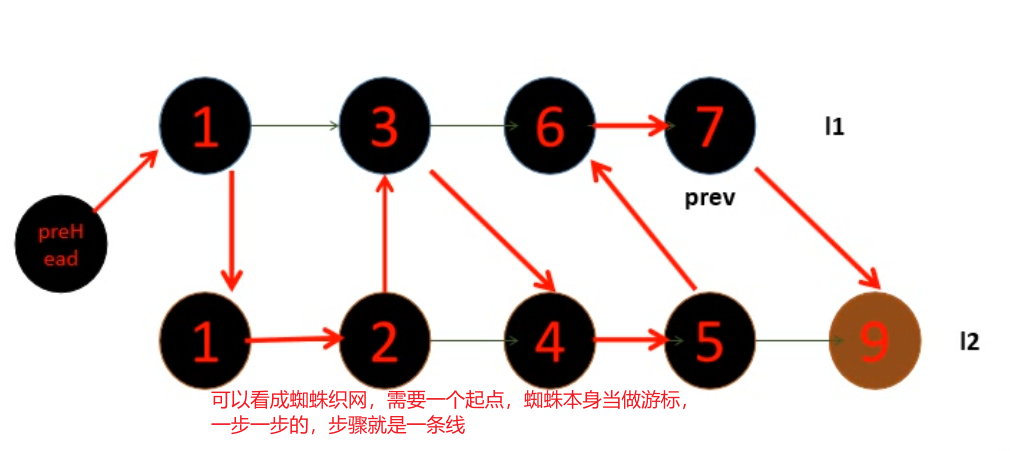 1 3 6 7 l1
preH
ead
prev
1 2 4 5 9 l2
可以看成蜘蛛织网，需要一个起点，蜘蛛本身当做游标，
一步一步的，步骤就是一条线